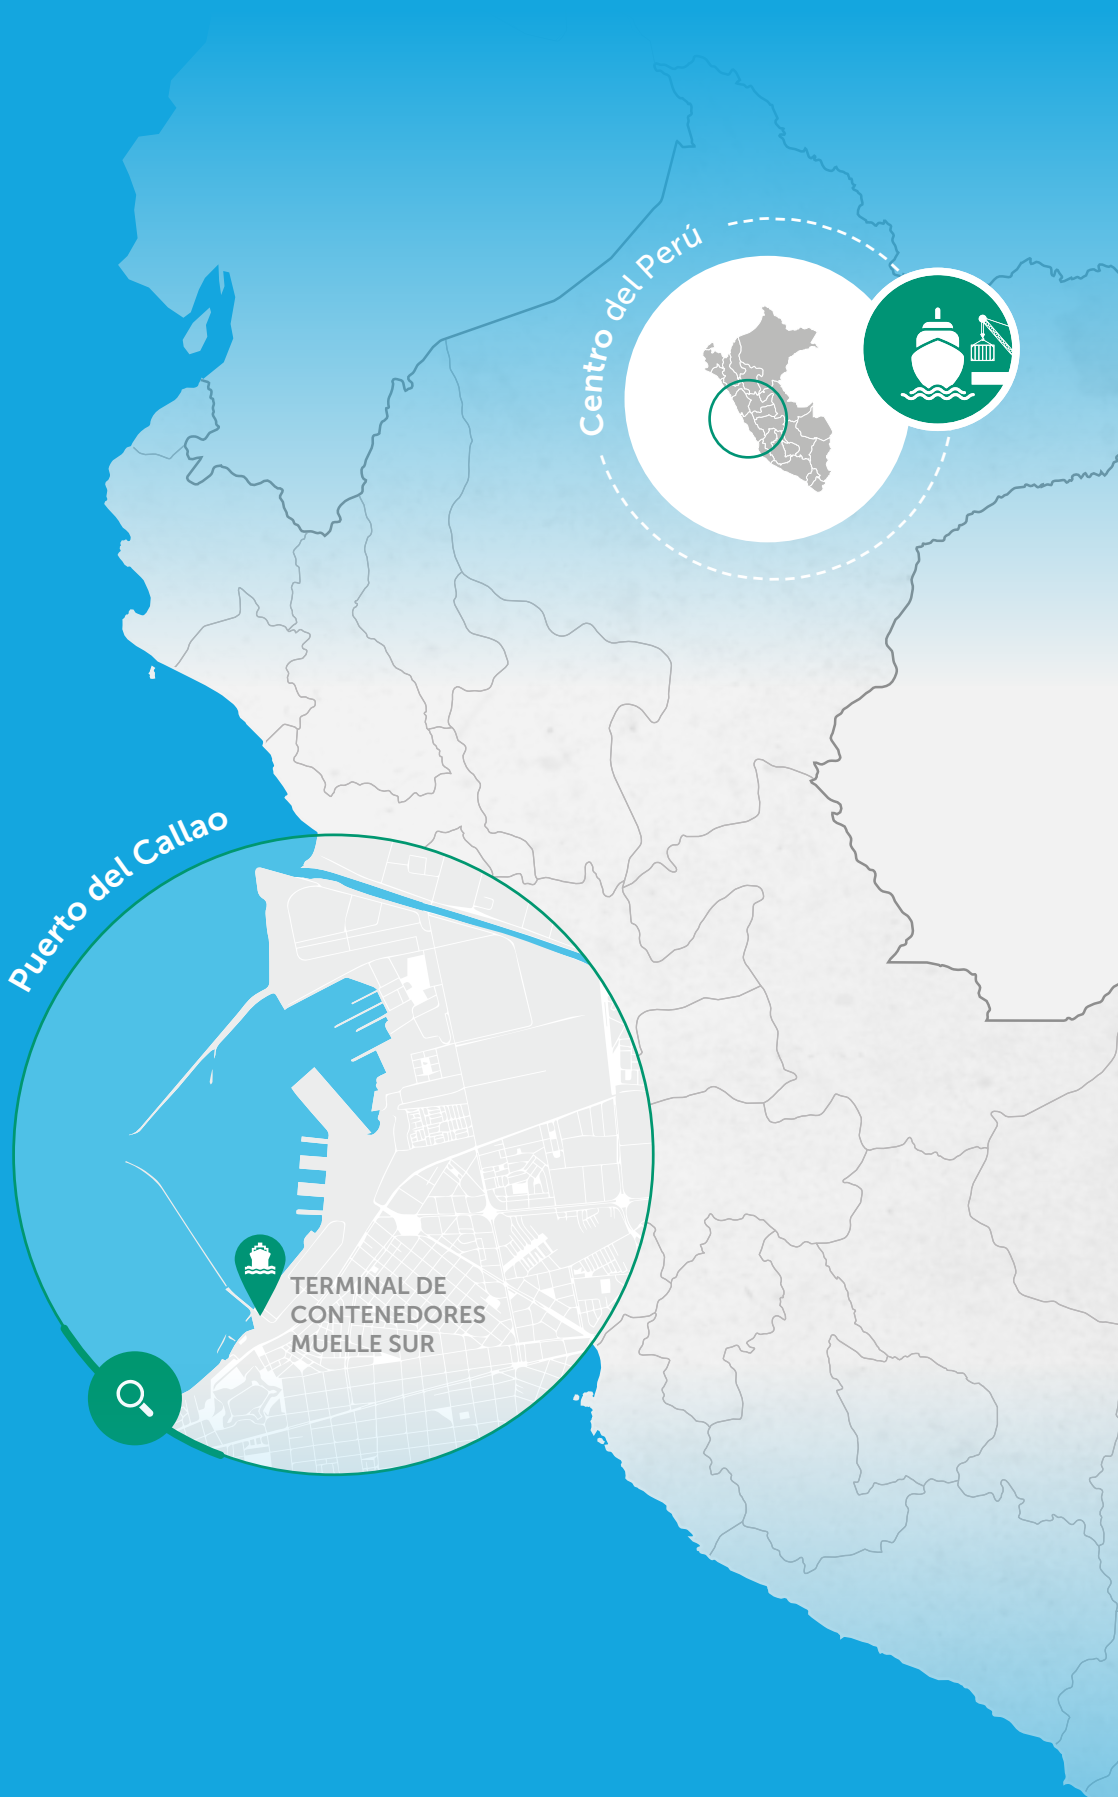 Centro del Perú
Puerto del Callao
TERMINAL DE
CONTENEDORES
MUELLE SUR